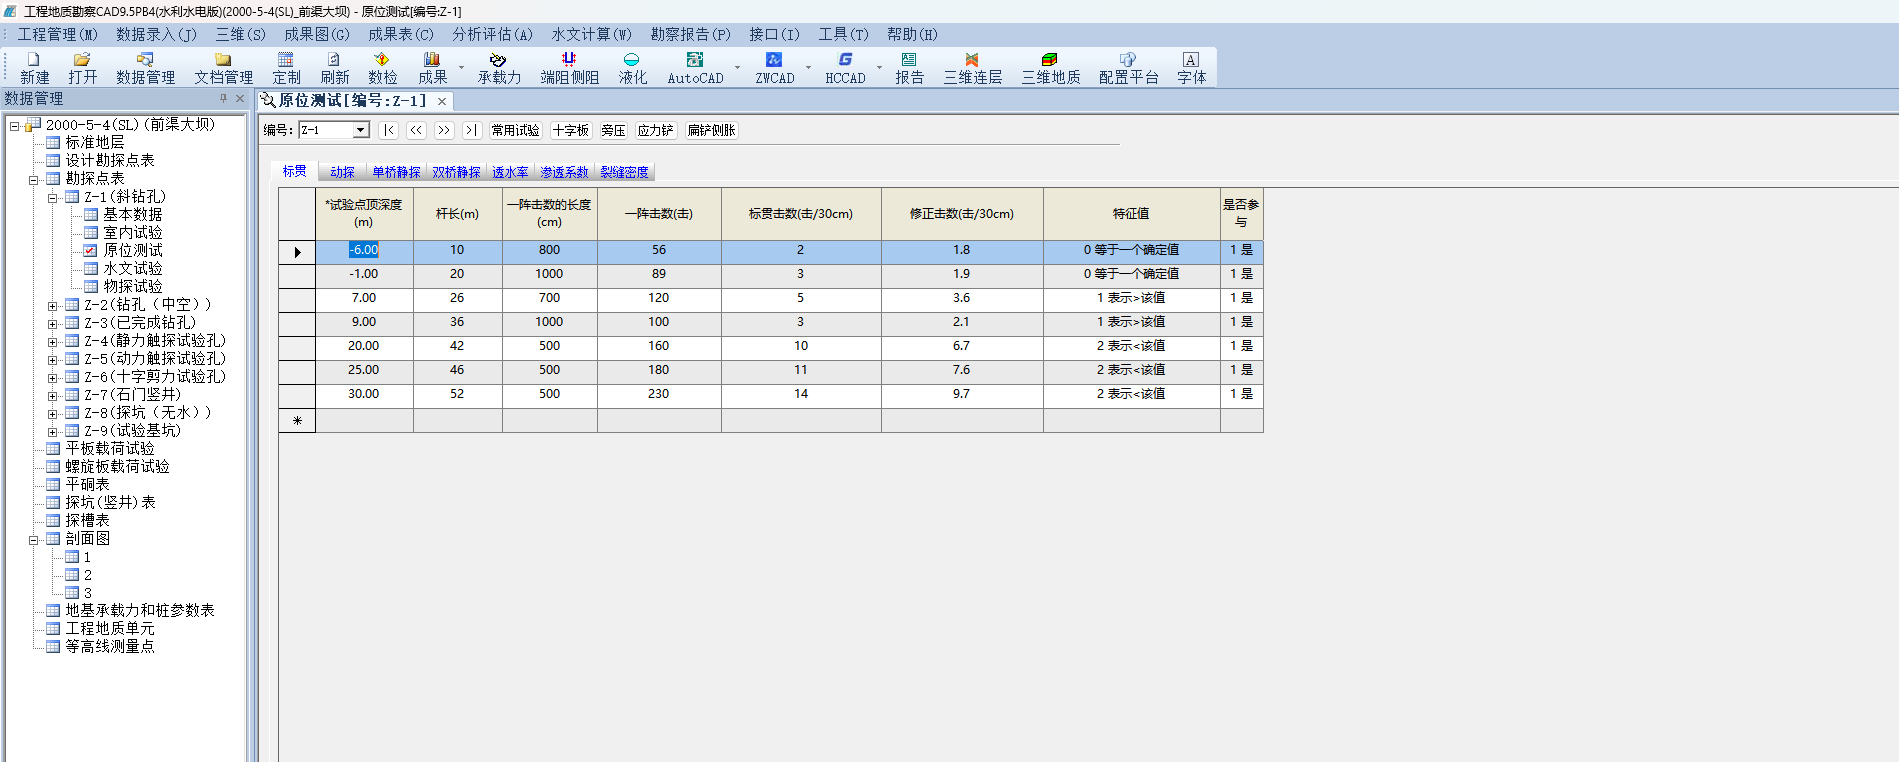 工程地质勘察CAD9.5PB4(水利水电版)(2000-5-4(SL)_前渠大坝) - 原位测试[编号:Z-1]
工程管理(M) 数据录入(J) 三维(S) 成果图(G) 成果表(C) 分析评估(A) 水文计算(W) 勘察报告(P) 接口(I) 工具(T) 帮助(H)
新建 打开 数据管理 文档管理 定制 刷新 数检 成果 承载力 端阻侧阻 液化 AutoCAD ZWCAD HCCAD 报告 三维连层 三维地质 配置平台 字体
数据管理
2000-5-4(SL)(前渠大坝)
标准地层
设计勘探点表
勘探点表
Z-1(斜钻孔)
基本数据
室内试验
原位测试
水文试验
物探试验
Z-2(钻孔（中空）)
Z-3(已完成钻孔)
Z-4(静力触探试验孔)
Z-5(动力触探试验孔)
Z-6(十字剪力试验孔)
Z-7(石门竖井)
Z-8(探坑（无水）)
Z-9(试验基坑)
平板载荷试验
螺旋板载荷试验
平硐表
探坑(竖井)表
探槽表
剖面图
1
2
3
地基承载力和桩参数表
工程地质单元
等高线测量点
原位测试[编号:Z-1]
编号: Z-1 |< << >> >| 常用试验 十字板 旁压 应力铲 扁铲侧胀
标贯 动探 单桥静探 双桥静探 透水率 渗透系数 裂缝密度
*试验点顶深度(m) 杆长(m) 一阵击数的长度(cm) 一阵击数(击) 标贯击数(击/30cm) 修正击数(击/30cm) 特征值 是否参与
-6.00 10 800 56 2 1.8 0 等于一个确定值 1 是
-1.00 20 1000 89 3 1.9 0 等于一个确定值 1 是
7.00 26 700 120 5 3.6 1 表示>该值 1 是
9.00 36 1000 100 3 2.1 1 表示>该值 1 是
20.00 42 500 160 10 6.7 2 表示<该值 1 是
25.00 46 500 180 11 7.6 2 表示<该值 1 是
30.00 52 500 230 14 9.7 2 表示<该值 1 是
*